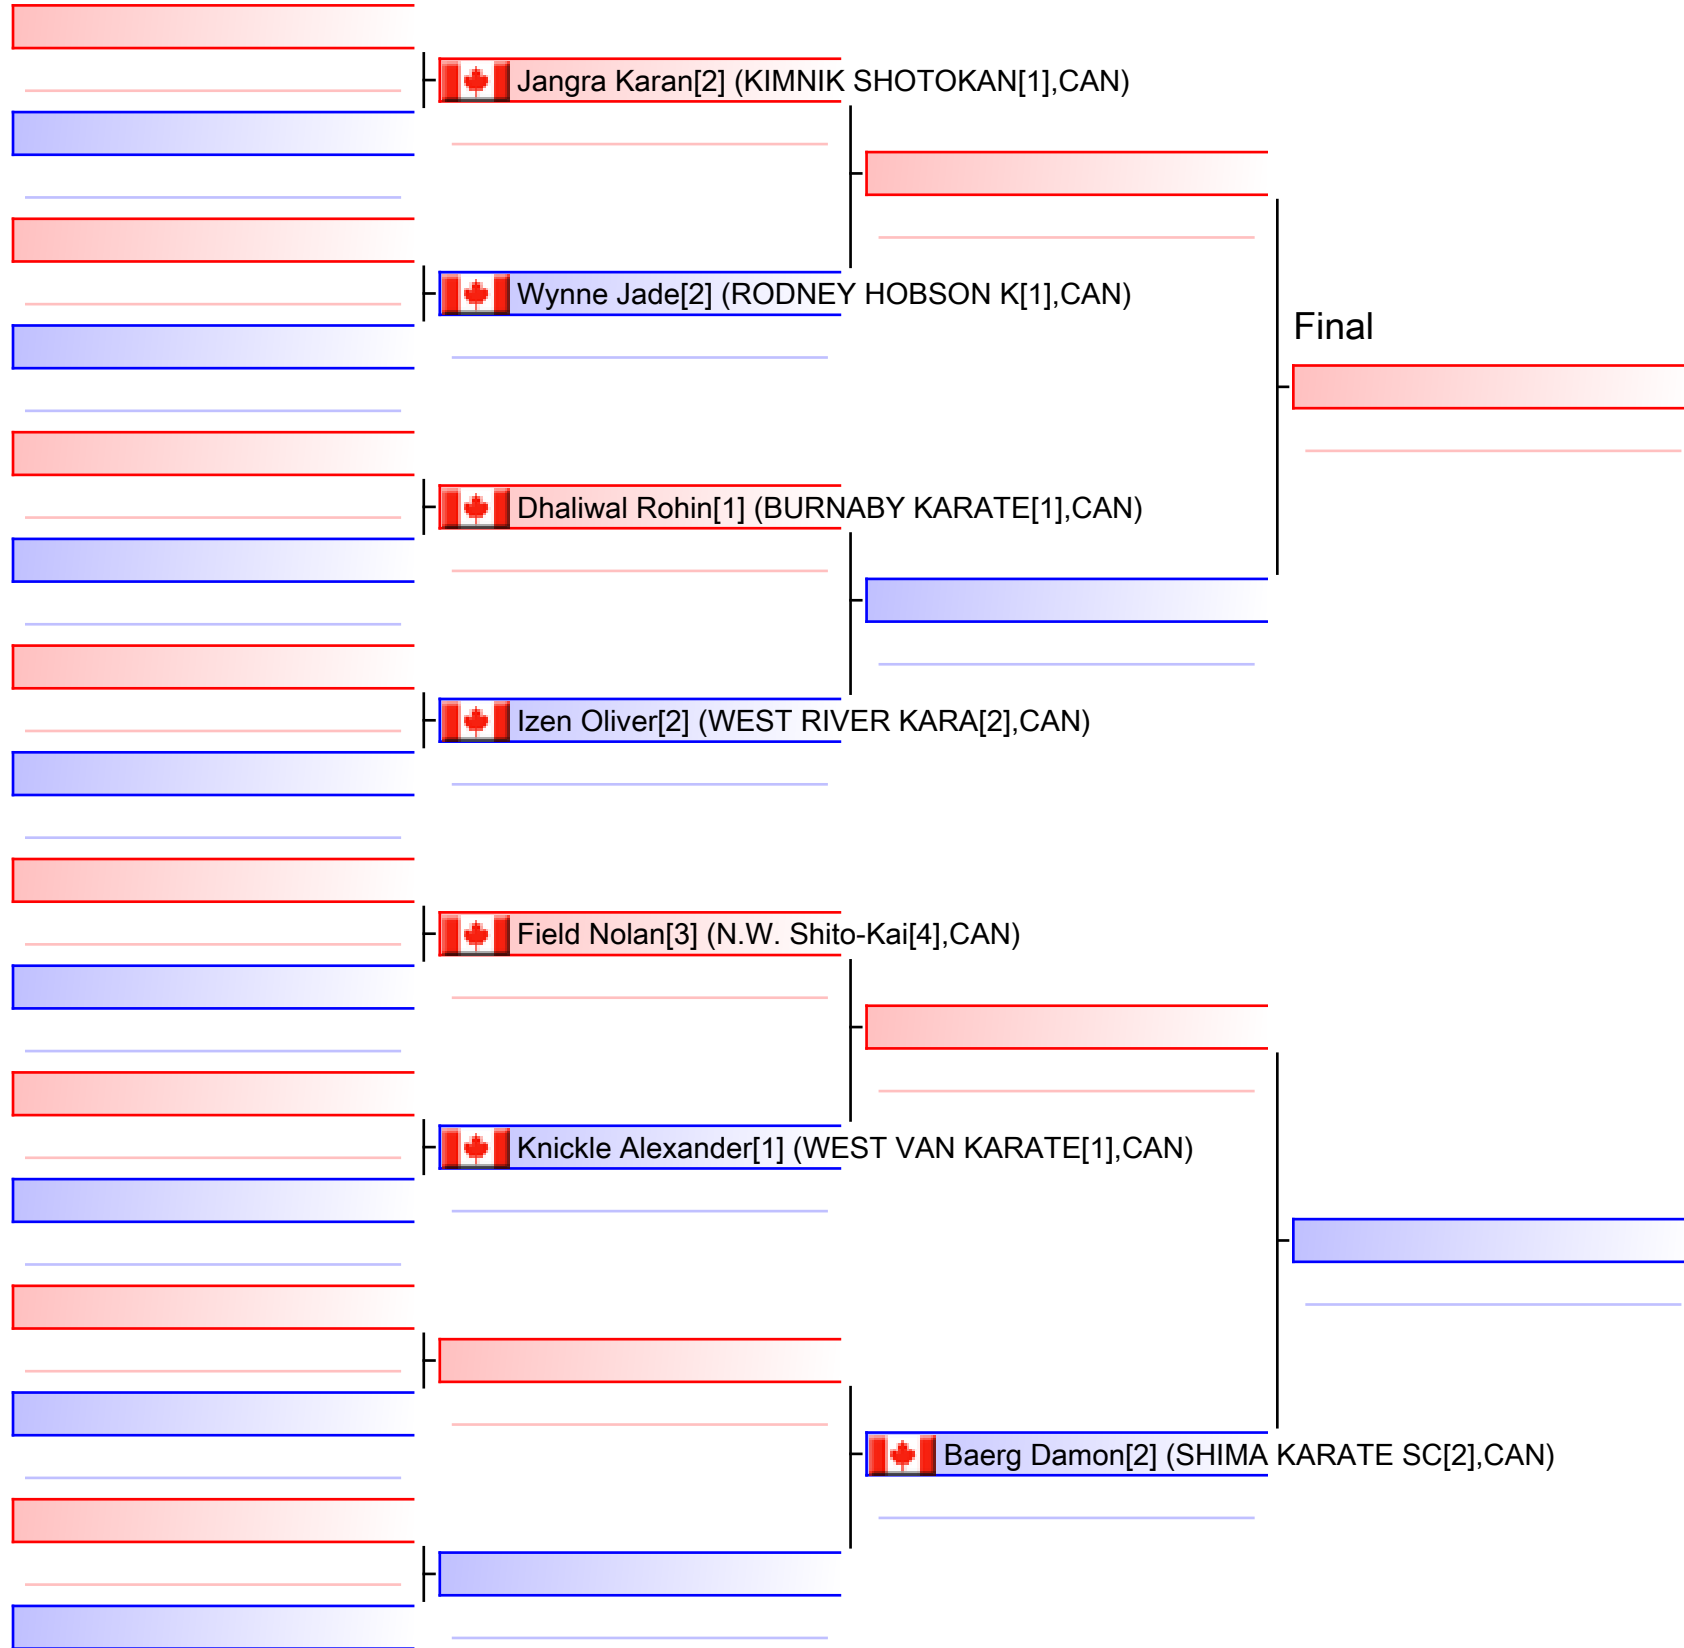 Jangra Karan[2] (KIMNIK SHOTOKAN[1],CAN)
Wynne Jade[2] (RODNEY HOBSON K[1],CAN)
Final
Dhaliwal Rohin[1] (BURNABY KARATE[1],CAN)
Izen Oliver[2] (WEST RIVER KARA[2],CAN)
Field Nolan[3] (N.W. Shito-Kai[4],CAN)
Knickle Alexander[1] (WEST VAN KARATE[1],CAN)
Baerg Damon[2] (SHIMA KARATE SC[2],CAN)